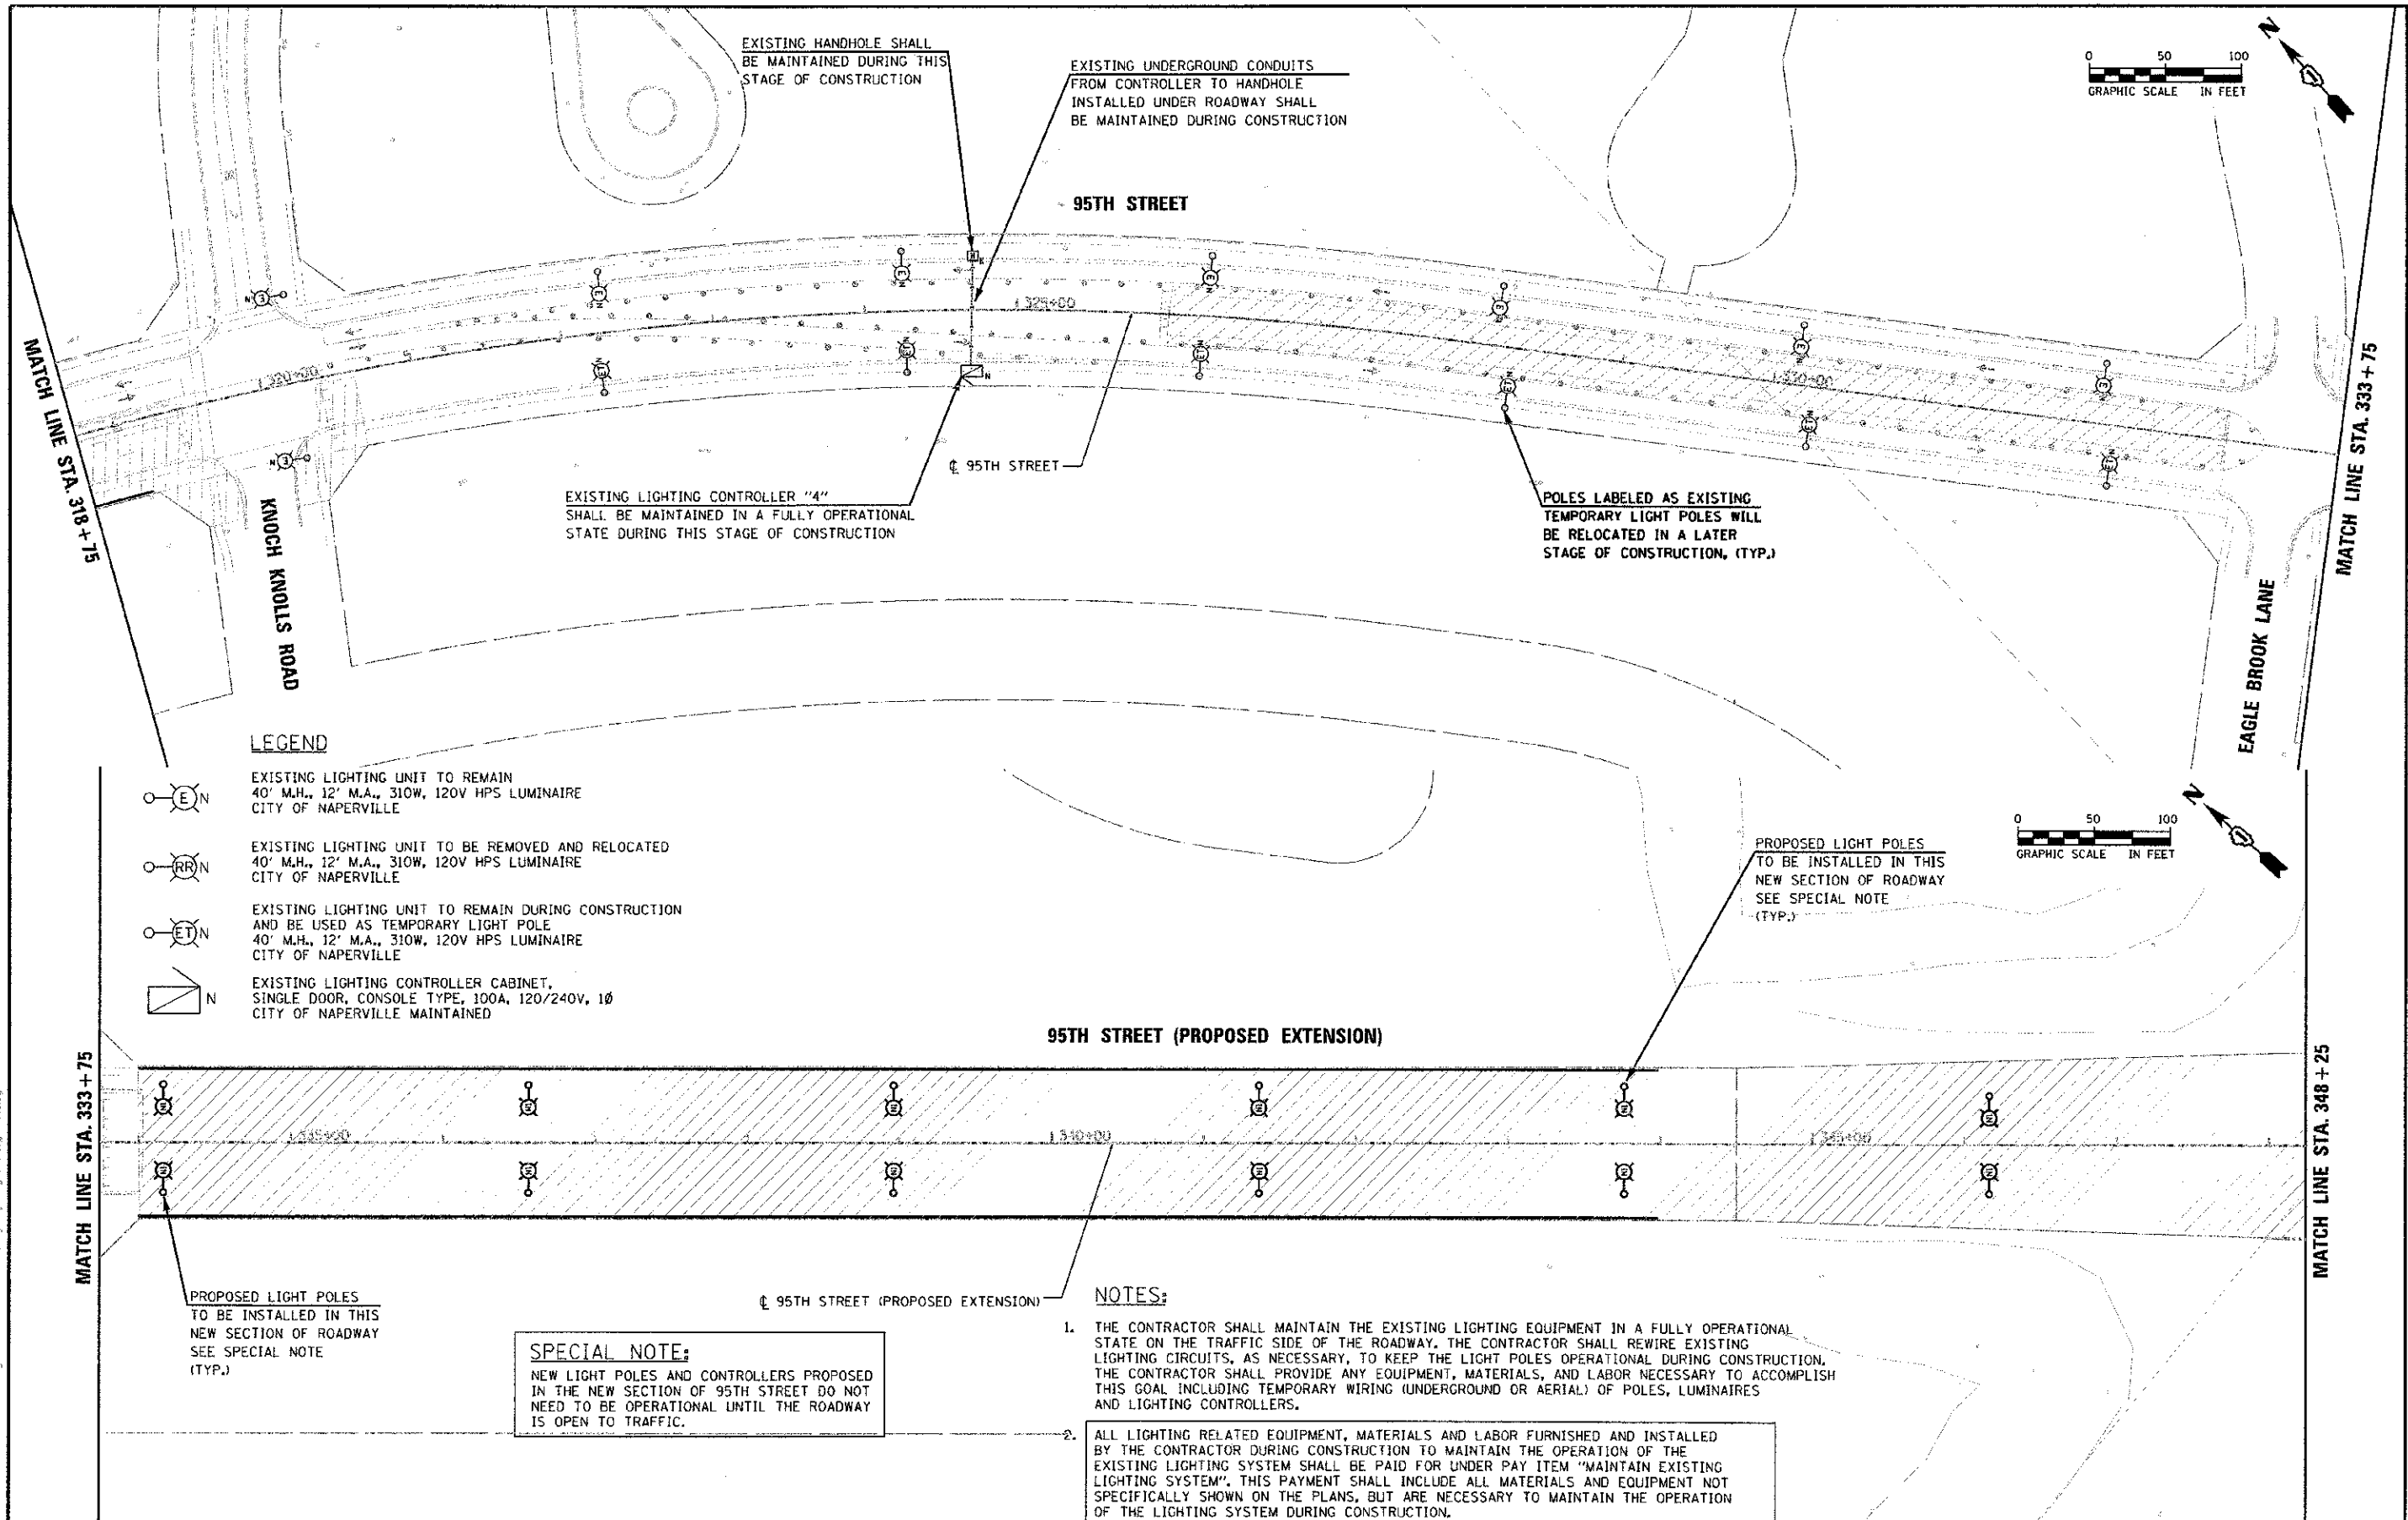 EXISTING HANDHOLE SHALL
BE MAINTAINED DURING THIS
STAGE OF CONSTRUCTION
EXISTING UNDERGROUND CONDUITS
FROM CONTROLLER TO HANDHOLE
INSTALLED UNDER ROADWAY SHALL
BE MAINTAINED DURING CONSTRUCTION
0 50 100
GRAPHIC SCALE IN FEET
N
95TH STREET
325+00
320+00
330+00
MATCH LINE STA. 318+75
MATCH LINE STA. 333+75
KNOCH KNOLLS ROAD
EAGLE BROOK LANE
℄ 95TH STREET
EXISTING LIGHTING CONTROLLER "4"
SHALL BE MAINTAINED IN A FULLY OPERATIONAL
STATE DURING THIS STAGE OF CONSTRUCTION
POLES LABELED AS EXISTING
TEMPORARY LIGHT POLES WILL
BE RELOCATED IN A LATER
STAGE OF CONSTRUCTION. (TYP.)
LEGEND
E N
EXISTING LIGHTING UNIT TO REMAIN
40' M.H., 12' M.A., 310W, 120V HPS LUMINAIRE
CITY OF NAPERVILLE
RR N
EXISTING LIGHTING UNIT TO BE REMOVED AND RELOCATED
40' M.H., 12' M.A., 310W, 120V HPS LUMINAIRE
CITY OF NAPERVILLE
ET N
EXISTING LIGHTING UNIT TO REMAIN DURING CONSTRUCTION
AND BE USED AS TEMPORARY LIGHT POLE
40' M.H., 12' M.A., 310W, 120V HPS LUMINAIRE
CITY OF NAPERVILLE
N
EXISTING LIGHTING CONTROLLER CABINET,
SINGLE DOOR, CONSOLE TYPE, 100A, 120/240V, 1Ø
CITY OF NAPERVILLE MAINTAINED
0 50 100
GRAPHIC SCALE IN FEET
N
PROPOSED LIGHT POLES
TO BE INSTALLED IN THIS
NEW SECTION OF ROADWAY
SEE SPECIAL NOTE
(TYP.)
95TH STREET (PROPOSED EXTENSION)
MATCH LINE STA. 333+75
335+00
340+00
345+00
MATCH LINE STA. 348+25
PROPOSED LIGHT POLES
TO BE INSTALLED IN THIS
NEW SECTION OF ROADWAY
SEE SPECIAL NOTE
(TYP.)
℄ 95TH STREET (PROPOSED EXTENSION)
SPECIAL NOTE:
NEW LIGHT POLES AND CONTROLLERS PROPOSED
IN THE NEW SECTION OF 95TH STREET DO NOT
NEED TO BE OPERATIONAL UNTIL THE ROADWAY
IS OPEN TO TRAFFIC.
NOTES:
1. THE CONTRACTOR SHALL MAINTAIN THE EXISTING LIGHTING EQUIPMENT IN A FULLY OPERATIONAL
STATE ON THE TRAFFIC SIDE OF THE ROADWAY. THE CONTRACTOR SHALL REWIRE EXISTING
LIGHTING CIRCUITS, AS NECESSARY, TO KEEP THE LIGHT POLES OPERATIONAL DURING CONSTRUCTION.
THE CONTRACTOR SHALL PROVIDE ANY EQUIPMENT, MATERIALS, AND LABOR NECESSARY TO ACCOMPLISH
THIS GOAL INCLUDING TEMPORARY WIRING (UNDERGROUND OR AERIAL) OF POLES, LUMINAIRES
AND LIGHTING CONTROLLERS.
2. ALL LIGHTING RELATED EQUIPMENT, MATERIALS AND LABOR FURNISHED AND INSTALLED
BY THE CONTRACTOR DURING CONSTRUCTION TO MAINTAIN THE OPERATION OF THE
EXISTING LIGHTING SYSTEM SHALL BE PAID FOR UNDER PAY ITEM "MAINTAIN EXISTING
LIGHTING SYSTEM". THIS PAYMENT SHALL INCLUDE ALL MATERIALS AND EQUIPMENT NOT
SPECIFICALLY SHOWN ON THE PLANS, BUT ARE NECESSARY TO MAINTAIN THE OPERATION
OF THE LIGHTING SYSTEM DURING CONSTRUCTION.